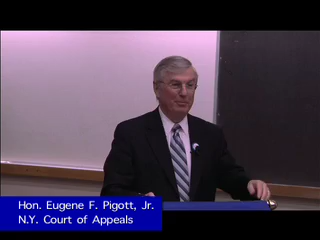 Hon. Eugene F. Pigott, Jr.
N.Y. Court of Appeals